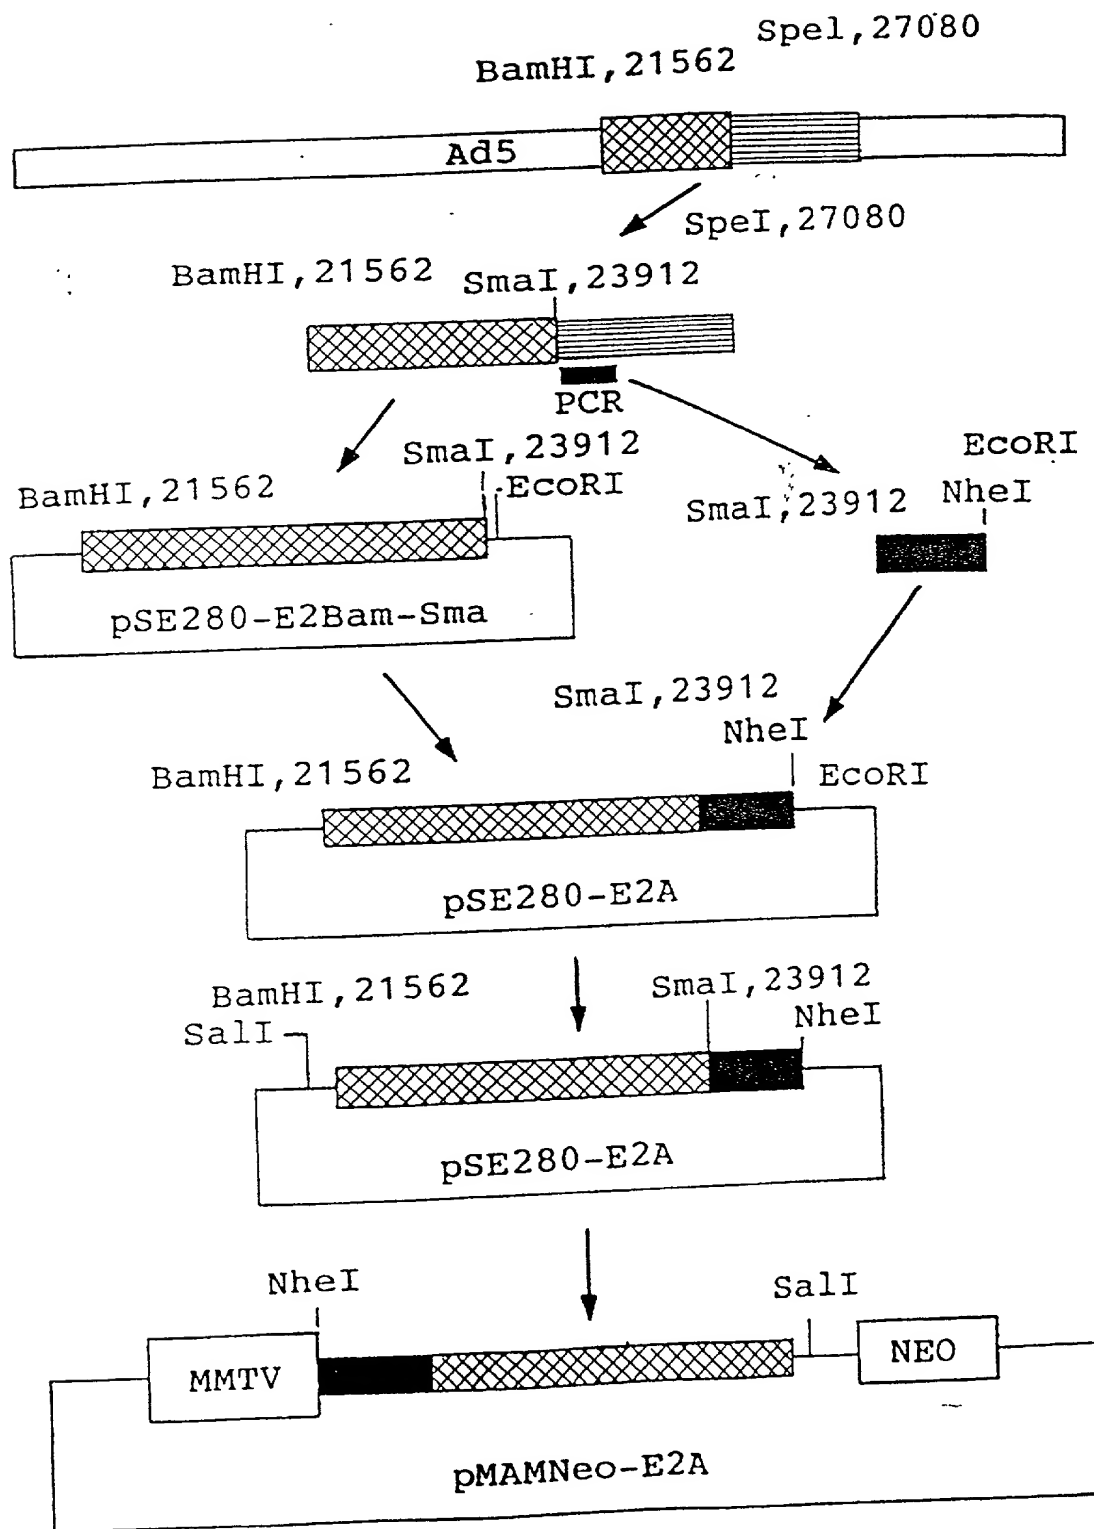 Spel,27080
BamHI,21562
Ad5
SpeI,27080
BamHI,21562
SmaI,23912
PCR
SmaI,23912
EcoRI
BamHI,21562
EcoRI
SmaI,23912
NheI
pSE280-E2Bam-Sma
SmaI,23912
NheI
BamHI,21562
EcoRI
pSE280-E2A
BamHI,21562
SmaI,23912
SalI
NheI
pSE280-E2A
NheI
SalI
MMTV
NEO
pMAMNeo-E2A